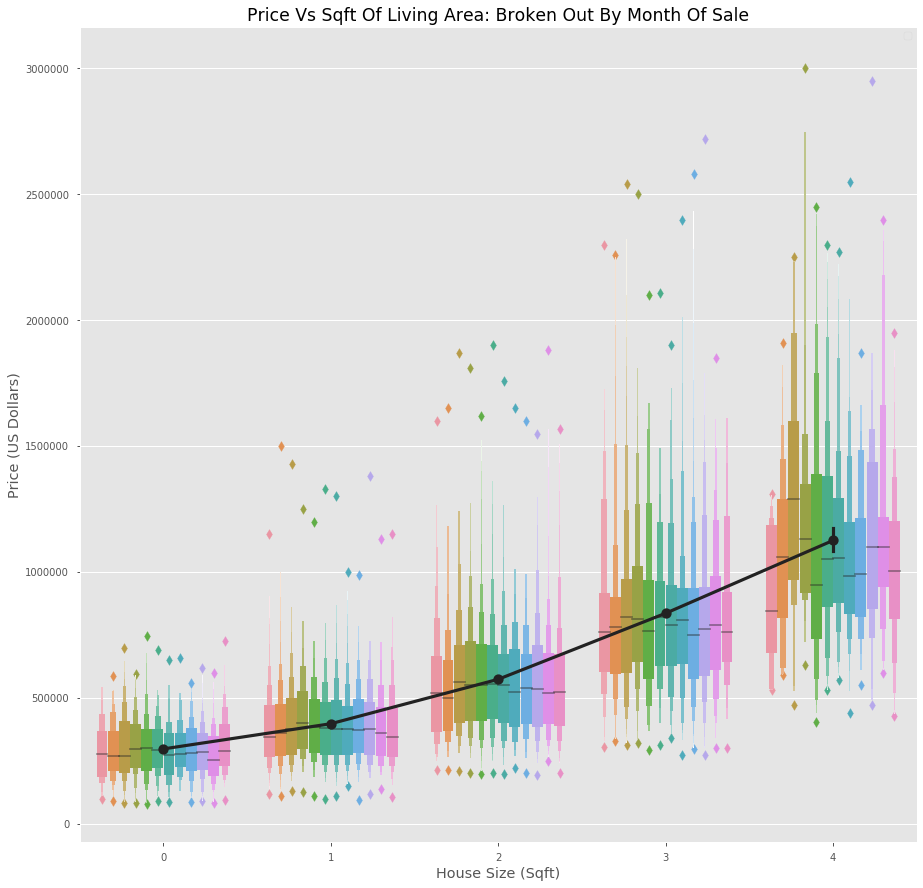 Price Vs Sqft Of Living Area: Broken Out By Month Of Sale
3000000
2500000
2000000
1500000
1000000
500000
0
Price (US Dollars)
0 1 2 3 4
House Size (Sqft)